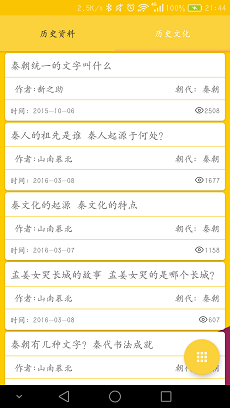 2.5K/s 100% 21:44
历史资料 历史文化
秦朝统一的文字叫什么
作者:新之助 朝代: 秦朝
时间: 2015-10-06 2508
秦人的祖先是谁 秦人起源于何处?
作者:山南慕北 朝代: 秦朝
时间: 2016-03-08 1677
秦文化的起源 秦文化的特点
作者:山南慕北 朝代: 秦朝
时间: 2016-03-07 1158
孟姜女哭长城的故事 孟姜女哭的是哪个长城?
作者:山南慕北 朝代: 秦朝
时间: 2016-03-08 607
秦朝有几种文字? 秦代书法成就
作者:山南慕北 朝代: 秦朝